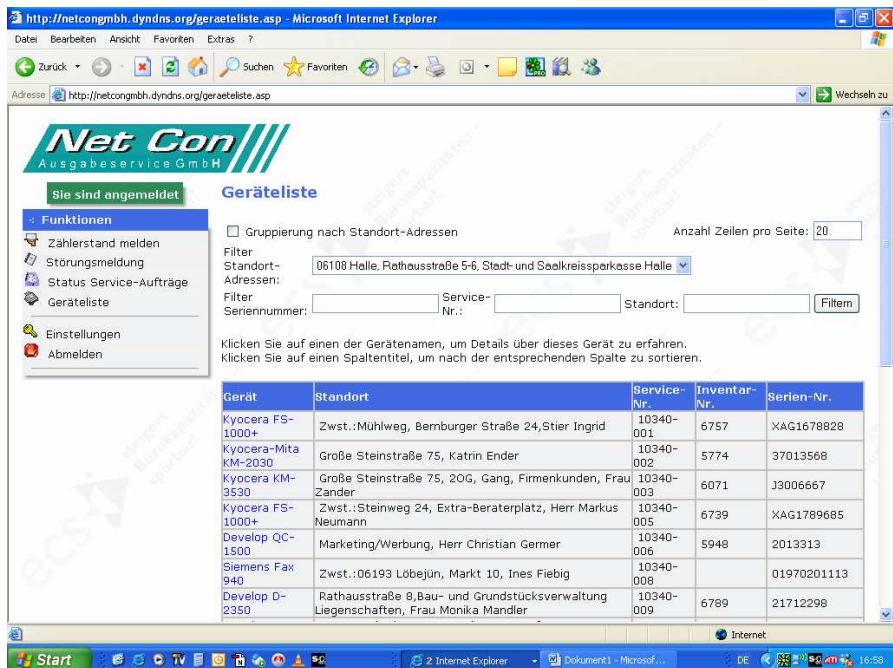 http://netcongmbh.dyndns.org/geraeteliste.asp - Microsoft Internet Explorer
Datei Bearbeiten Ansicht Favoriten Extras ?
Zurück Suchen Favoriten
Adresse http://netcongmbh.dyndns.org/geraeteliste.asp Wechseln zu
Net Con
Ausgabeservice GmbH
Sie sind angemeldet
Funktionen
Zählerstand melden
Störungsmeldung
Status Service-Aufträge
Geräteliste
Einstellungen
Abmelden
Geräteliste
Gruppierung nach Standort-Adressen Anzahl Zeilen pro Seite: 20
Filter
Standort-
Adressen:
06108 Halle, Rathausstraße 5-6, Stadt- und Saalkreissparkasse Halle
Filter
Seriennummer:
Service-
Nr.:
Standort: Filtern
Klicken Sie auf einen der Gerätenamen, um Details über dieses Gerät zu erfahren.
Klicken Sie auf einen Spaltentitel, um nach der entsprechenden Spalte zu sortieren.
Gerät Standort Service-Nr. Inventar-Nr. Serien-Nr.
Kyocera FS-1000+ Zwst.:Mühlweg, Bernburger Straße 24,Stier Ingrid 10340-001 6757 XAG1678828
Kyocera-Mita KM-2030 Große Steinstraße 75, Katrin Ender 10340-002 5774 37013568
Kyocera KM-3530 Große Steinstraße 75, 2OG, Gang, Firmenkunden, Frau Zander 10340-003 6071 J3006667
Kyocera FS-1000+ Zwst.:Steinweg 24, Extra-Beraterplatz, Herr Markus Neumann 10340-005 6739 XAG1789685
Develop QC-1500 Marketing/Werbung, Herr Christian Germer 10340-006 5948 2013313
Siemens Fax 940 Zwst.:06193 Löbejün, Markt 10, Ines Fiebig 10340-008 01970201113
Develop D-2350 Rathausstraße 8,Bau- und Grundstücksverwaltung Liegenschaften, Frau Monika Mandler 10340-009 6789 21712298
Internet
Start 2 Internet Explorer Dokument1 - Microsof... DE 16:58